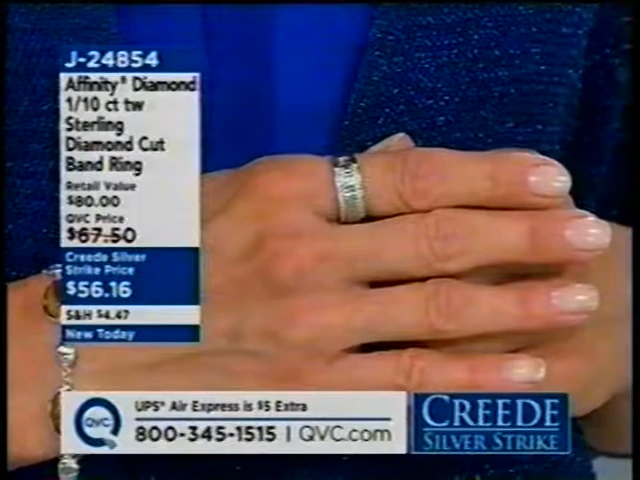 J-24854
Affinity® Diamond
1/10 ct tw
Sterling
Diamond Cut
Band Ring
Retail Value
$80.00
QVC Price
$67.50
Creede Silver
Strike Price
$56.16
S&H $4.47
New Today
QVC
UPS® Air Express is $5 Extra
800-345-1515 | QVC.com
CREEDE
SILVER STRIKE